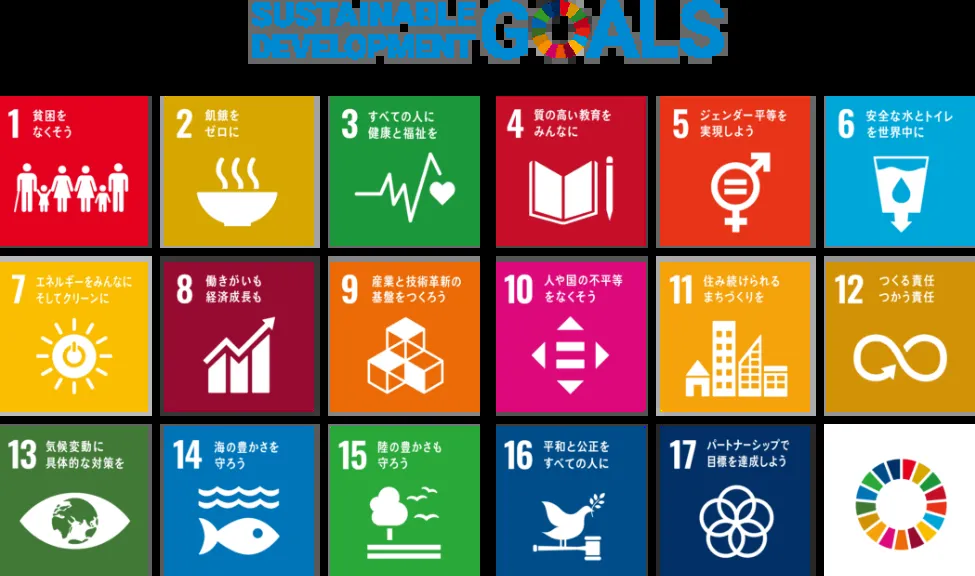 SUSTAINABLE
DEVELOPMENT
GOALS
1 貧困を
なくそう
2 飢餓を
ゼロに
3 すべての人に
健康と福祉を
4 質の高い教育を
みんなに
5 ジェンダー平等を
実現しよう
6 安全な水とトイレ
を世界中に
7 エネルギーをみんなに
そしてクリーンに
8 働きがいも
経済成長も
9 産業と技術革新の
基盤をつくろう
10 人や国の不平等
をなくそう
11 住み続けられる
まちづくりを
12 つくる責任
つかう責任
13 気候変動に
具体的な対策を
14 海の豊かさを
守ろう
15 陸の豊かさも
守ろう
16 平和と公正を
すべての人に
17 パートナーシップで
目標を達成しよう